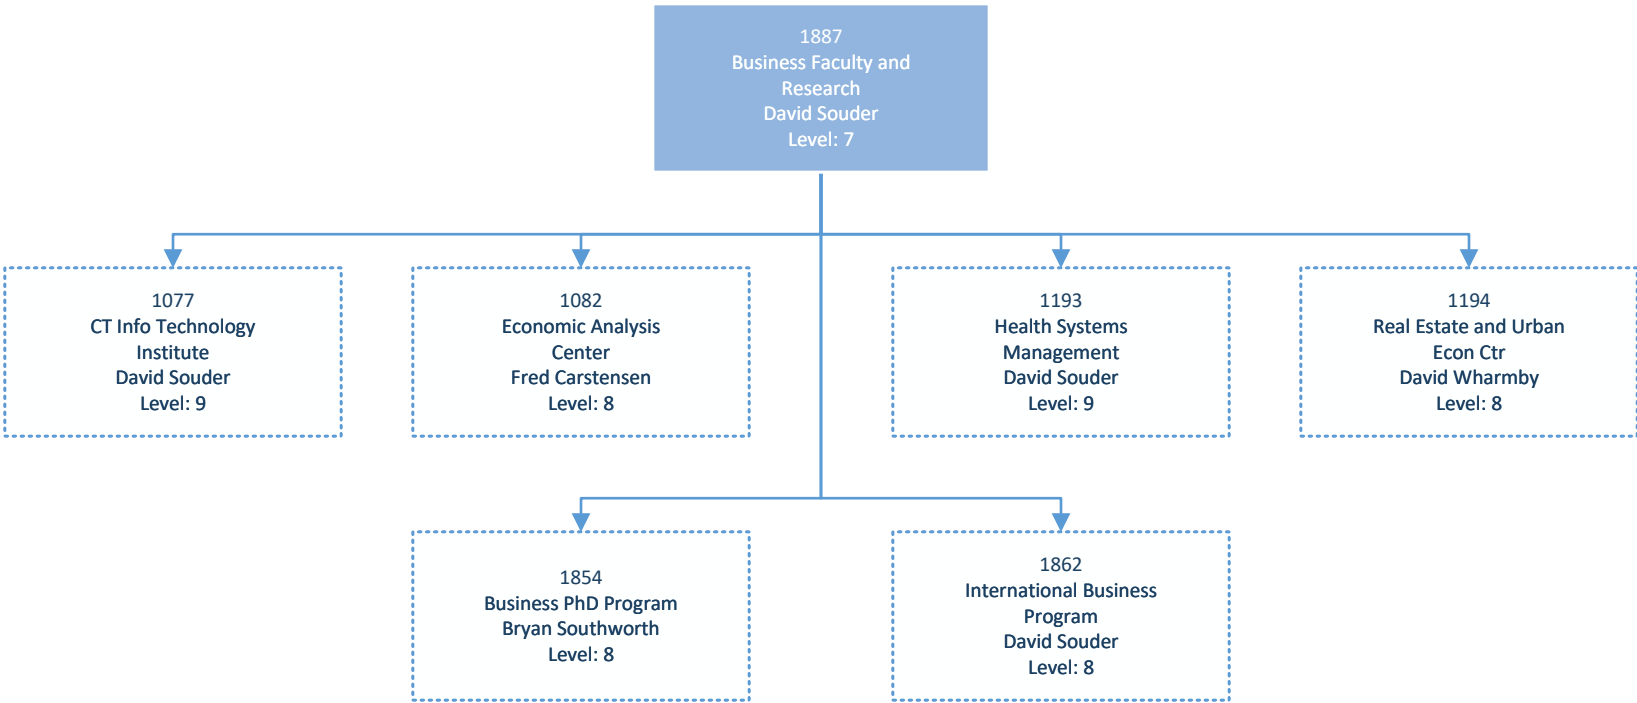 1887
Business Faculty and
Research
David Souder
Level: 7
1077
CT Info Technology
Institute
David Souder
Level: 9
1082
Economic Analysis
Center
Fred Carstensen
Level: 8
1193
Health Systems
Management
David Souder
Level: 9
1194
Real Estate and Urban
Econ Ctr
David Wharmby
Level: 8
1854
Business PhD Program
Bryan Southworth
Level: 8
1862
International Business
Program
David Souder
Level: 8